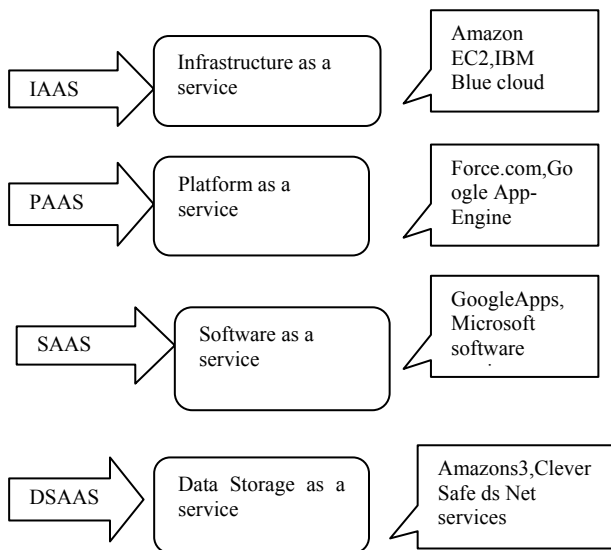 IAAS
Infrastructure as a
service
Amazon
EC2,IBM
Blue cloud
PAAS
Platform as a
service
Force.com,Go
ogle App-
Engine
SAAS
Software as a
service
GoogleApps,
Microsoft
software
DSAAS
Data Storage as a
service
Amazons3,Clever
Safe ds Net
services